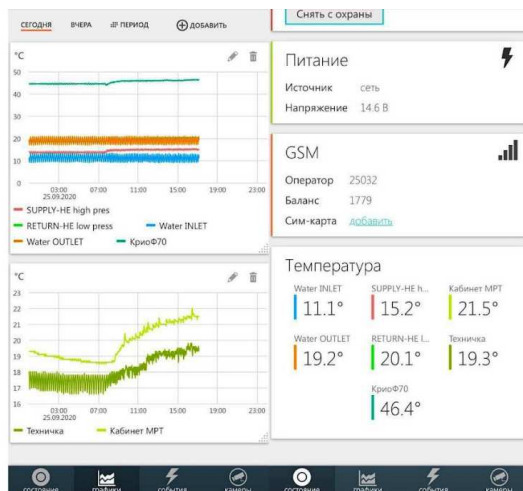 СЕГОДНЯ ВЧЕРА ПЕРИОД ДОБАВИТЬ
°C
50
40
30
20
10
0
03:00 07:00 11:00 15:00 19:00 23:00
25.09.2020
SUPPLY-HE high pres
RETURN-HE low press Water INLET
Water OUTLET КриоФ70
°C
23
22
21
20
19
18
17
16
03:00 07:00 11:00 15:00 19:00 23:00
25.09.2020
Техничка Кабинет МРТ
состояние графики события камеры
Снять с охраны
Питание
Источник сеть
Напряжение 14.6 В
GSM
Оператор 25032
Баланс 1779
Сим-карта добавить
Температура
Water INLET SUPPLY-HE h... Кабинет МРТ
11.1° 15.2° 21.5°
Water OUTLET RETURN-HE l... Техничка
19.2° 20.1° 19.3°
КриоФ70
46.4°
состояние графики события камеры